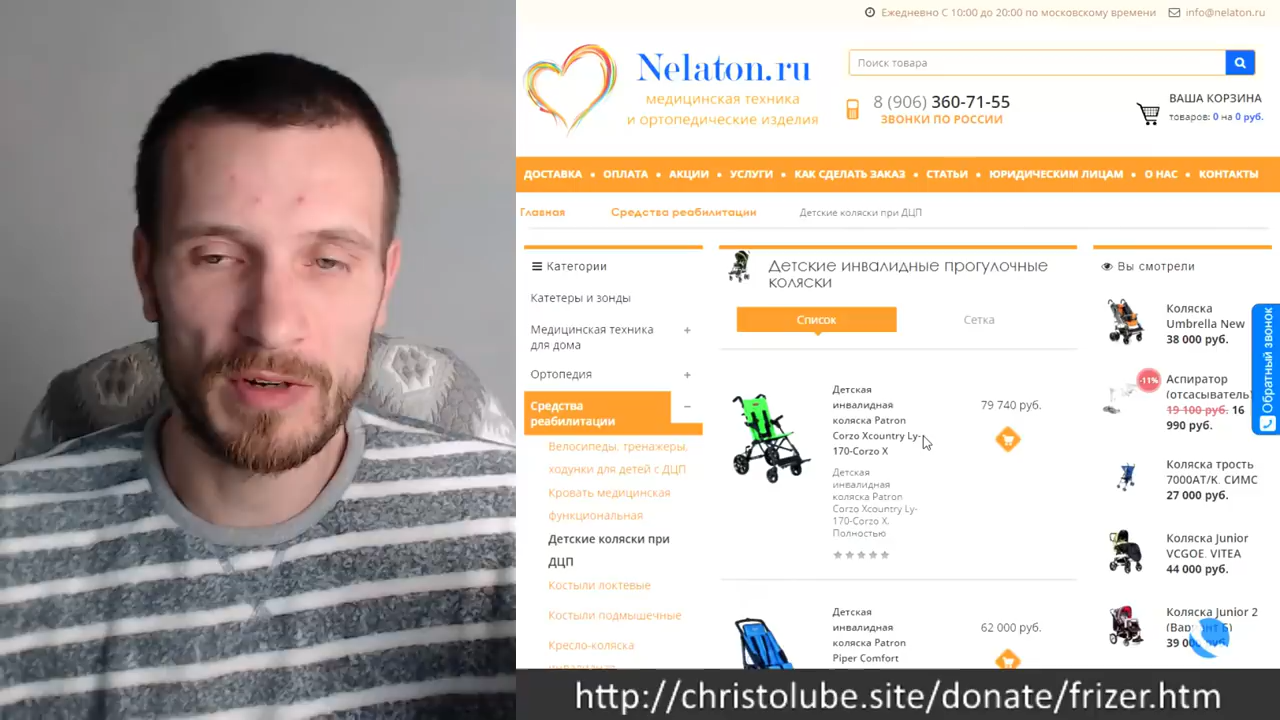 Ежедневно С 10:00 до 20:00 по московскому времени
info@nelaton.ru
Nelaton.ru
медицинская техника
и ортопедические изделия
Поиск товара
8 (906) 360-71-55
ЗВОНКИ ПО РОССИИ
ВАША КОРЗИНА
товаров: 0 на 0 руб.
ДОСТАВКА • ОПЛАТА • АКЦИИ • УСЛУГИ • КАК СДЕЛАТЬ ЗАКАЗ • СТАТЬИ • ЮРИДИЧЕСКИМ ЛИЦАМ • О НАС • КОНТАКТЫ
Главная
Средства реабилитации
Детские коляски при ДЦП
Категории
Катетеры и зонды
Медицинская техника +
для дома
Ортопедия +
Средства –
реабилитации
Велосипеды, тренажеры,
ходунки для детей с ДЦП
Кровать медицинская
функциональная
Детские коляски при
ДЦП
Костыли локтевые
Костыли подмышечные
Кресло-коляска
Детские инвалидные прогулочные
коляски
Список
Сетка
Детская
инвалидная
коляска Patron
Corzo Xcountry Ly-
170-Corzo X
79 740 руб.
Детская
инвалидная
коляска Patron
Corzo Xcountry Ly-
170-Corzo X.
Полностью
Детская
инвалидная
коляска Patron
Piper Comfort
62 000 руб.
Вы смотрели
Коляска
Umbrella New
38 000 руб.
-11%
Аспиратор
(отсасыватель)
19 100 руб. 16
990 руб.
Коляска трость
7000AT/К. СИМС
27 000 руб.
Коляска Junior
VCGOE. VITEA
44 000 руб.
Коляска Junior 2
Обратный звонок
http://christolube.site/donate/frizer.htm